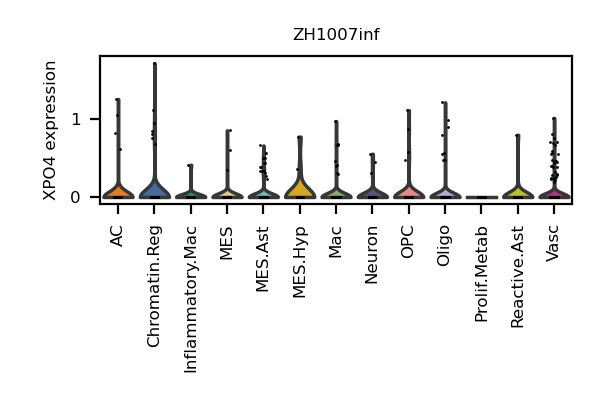 ZH1007inf
XPO4 expression
1
0
AC
Chromatin.Reg
Inflammatory.Mac
MES
MES.Ast
MES.Hyp
Mac
Neuron
OPC
Oligo
Prolif.Metab
Reactive.Ast
Vasc